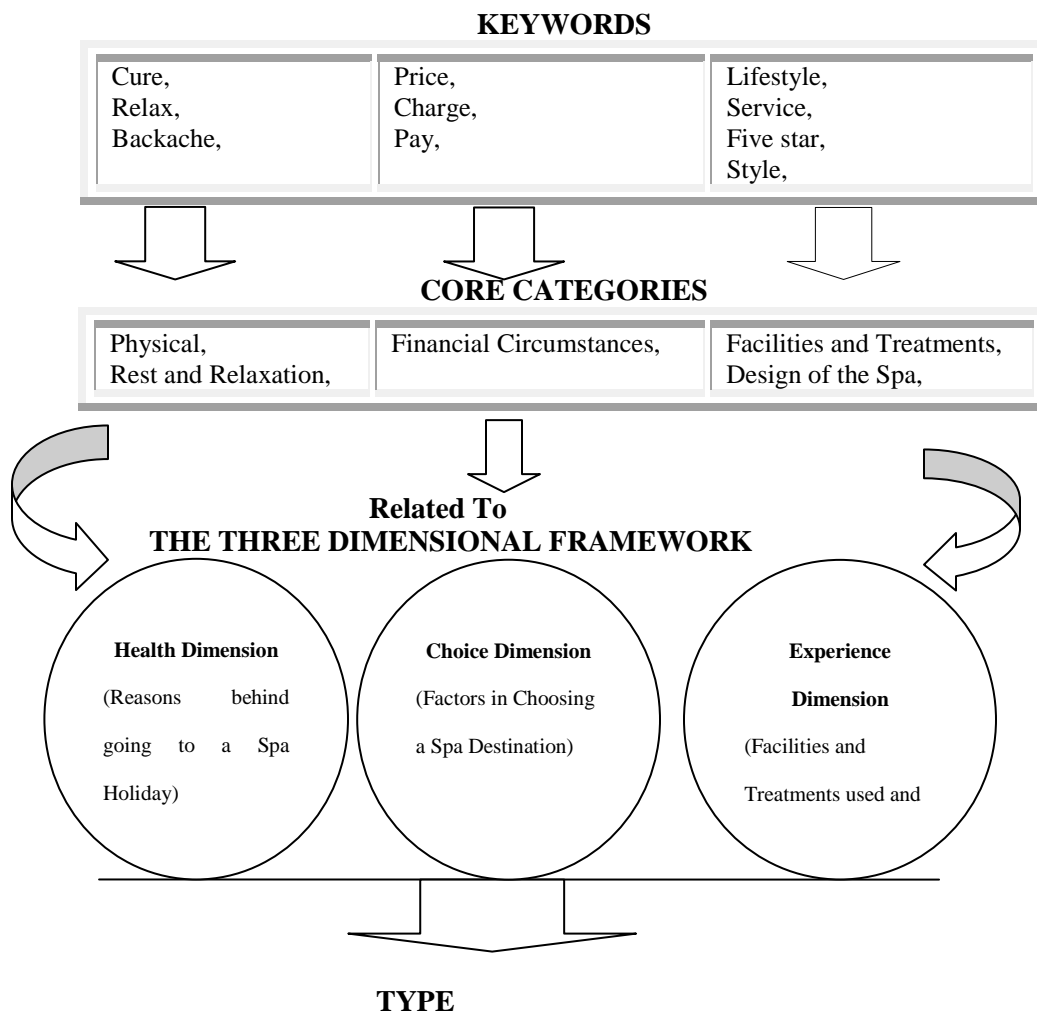 KEYWORDS
Cure,
Relax,
Backache,
Price,
Charge,
Pay,
Lifestyle,
Service,
Five star,
Style,
CORE CATEGORIES
Physical,
Rest and Relaxation,
Financial Circumstances,
Facilities and Treatments,
Design of the Spa,
Related To
THE THREE DIMENSIONAL FRAMEWORK
Health Dimension
(Reasons behind
going to a Spa
Holiday)
Choice Dimension
(Factors in Choosing
a Spa Destination)
Experience
Dimension
(Facilities and
Treatments used and
TYPE